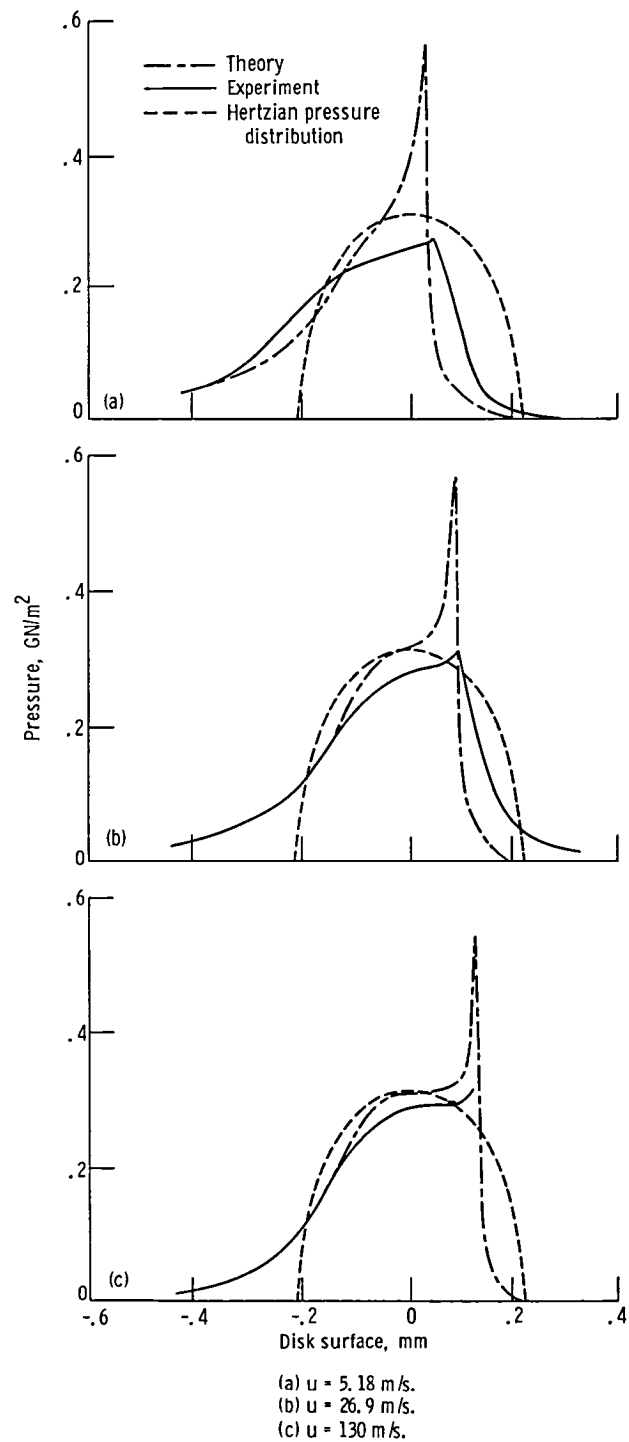 .6
Theory
Experiment
Hertzian pressure
distribution
.4
.2
0
(a)
.6
.4
.2
0
(b)
Pressure, GN/m²
.6
.4
.2
0
(c)
-.6 -.4 -.2 0 .2 .4
Disk surface, mm
(a) u = 5.18 m/s.
(b) u = 26.9 m/s.
(c) u = 130 m/s.